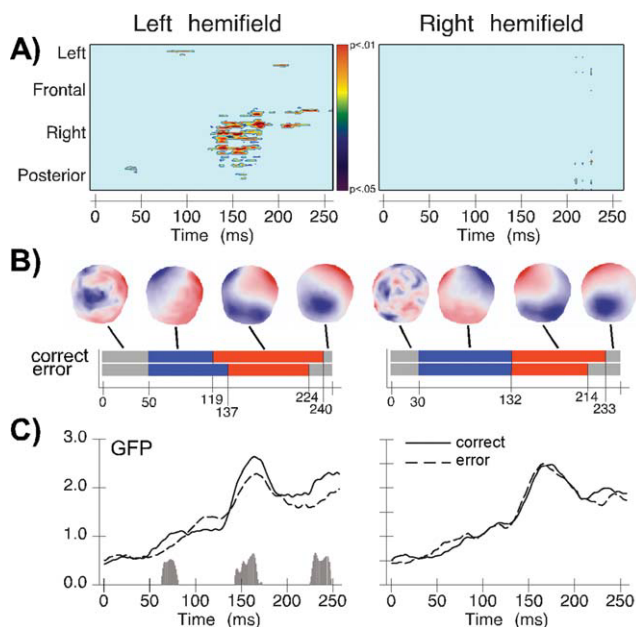 Left hemifield Right hemifield
A)
Left
Frontal
Right
Posterior
p<.01
p<.05
0 50 100 150 200 250 0 50 100 150 200 250
Time (ms) Time (ms)
B)
correct
error
0 50 119 224 0 30 132 214
137 240 233
C)
3.0
2.0
1.0
0.0
GFP
correct
error
0 50 100 150 200 250 0 50 100 150 200 250
Time (ms) Time (ms)